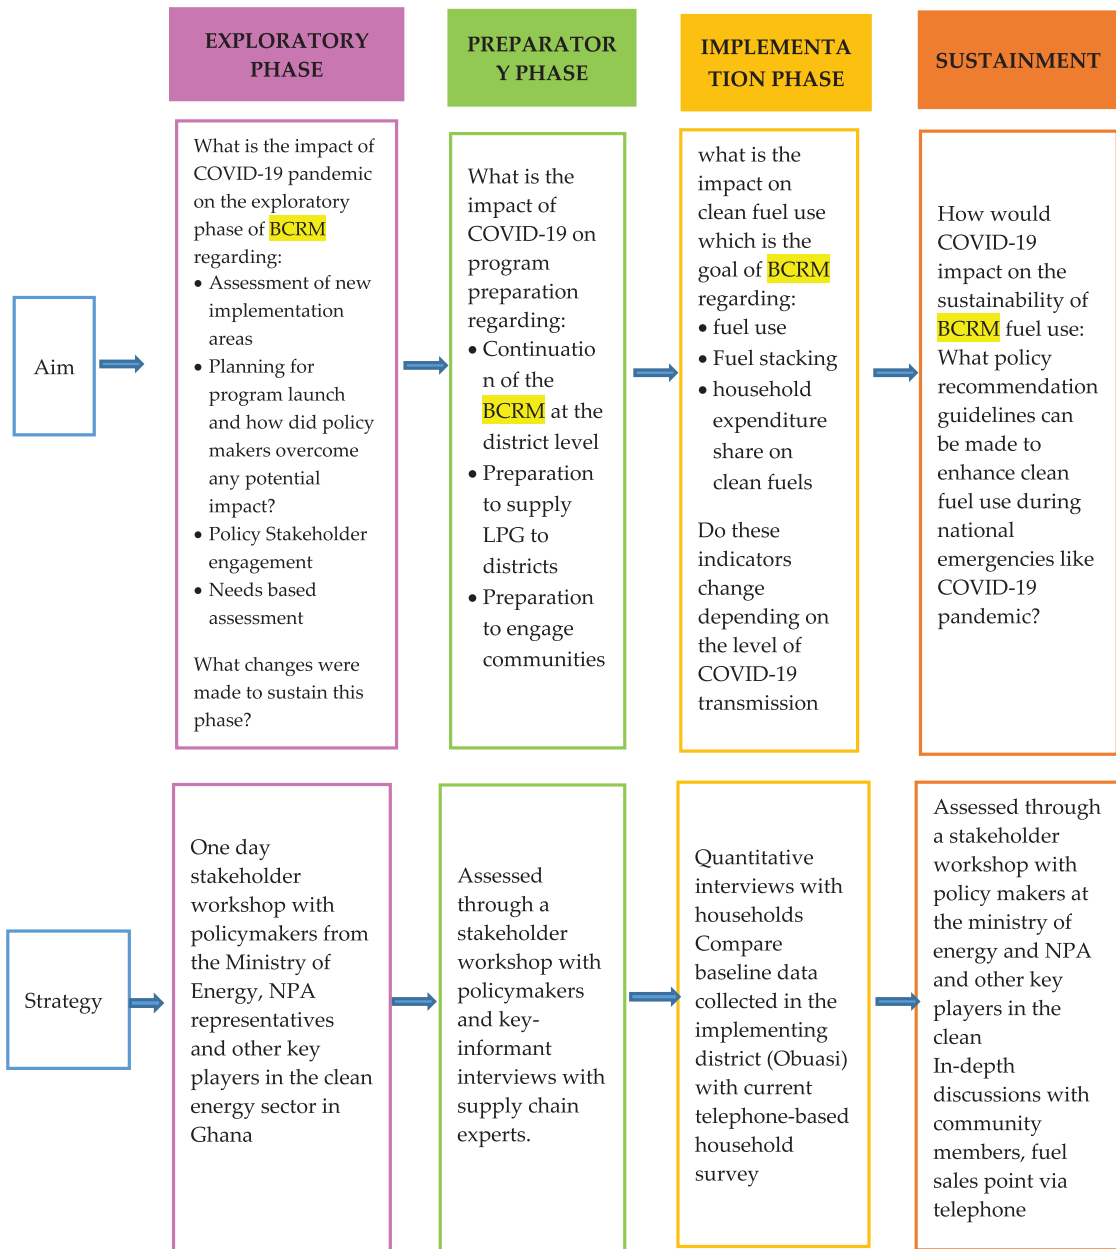 EXPLORATORY
PHASE
PREPARATOR
Y PHASE
IMPLEMENTA
TION PHASE
SUSTAINMENT
Aim
What is the impact of
COVID-19 pandemic
on the exploratory
phase of BCRM
regarding:
• Assessment of new
implementation
areas
• Planning for
program launch
and how did policy
makers overcome
any potential
impact?
• Policy Stakeholder
engagement
• Needs based
assessment
What changes were
made to sustain this
phase?
What is the
impact of
COVID-19 on
program
preparation
regarding:
• Continuatio
n of the
BCRM at the
district level
• Preparation
to supply
LPG to
districts
• Preparation
to engage
communities
what is the
impact on
clean fuel use
which is the
goal of BCRM
regarding:
• fuel use
• Fuel stacking
• household
expenditure
share on
clean fuels
Do these
indicators
change
depending on
the level of
COVID-19
transmission
How would
COVID-19
impact on the
sustainability of
BCRM fuel use:
What policy
recommendation
guidelines can
be made to
enhance clean
fuel use during
national
emergencies like
COVID-19
pandemic?
Strategy
One day
stakeholder
workshop with
policymakers from
the Ministry of
Energy, NPA
representatives
and other key
players in the clean
energy sector in
Ghana
Assessed
through a
stakeholder
workshop with
policymakers
and key-
informant
interviews with
supply chain
experts.
Quantitative
interviews with
households
Compare
baseline data
collected in the
implementing
district (Obuasi)
with current
telephone-based
household
survey
Assessed through
a stakeholder
workshop with
policy makers at
the ministry of
energy and NPA
and other key
players in the
clean
In-depth
discussions with
community
members, fuel
sales point via
telephone